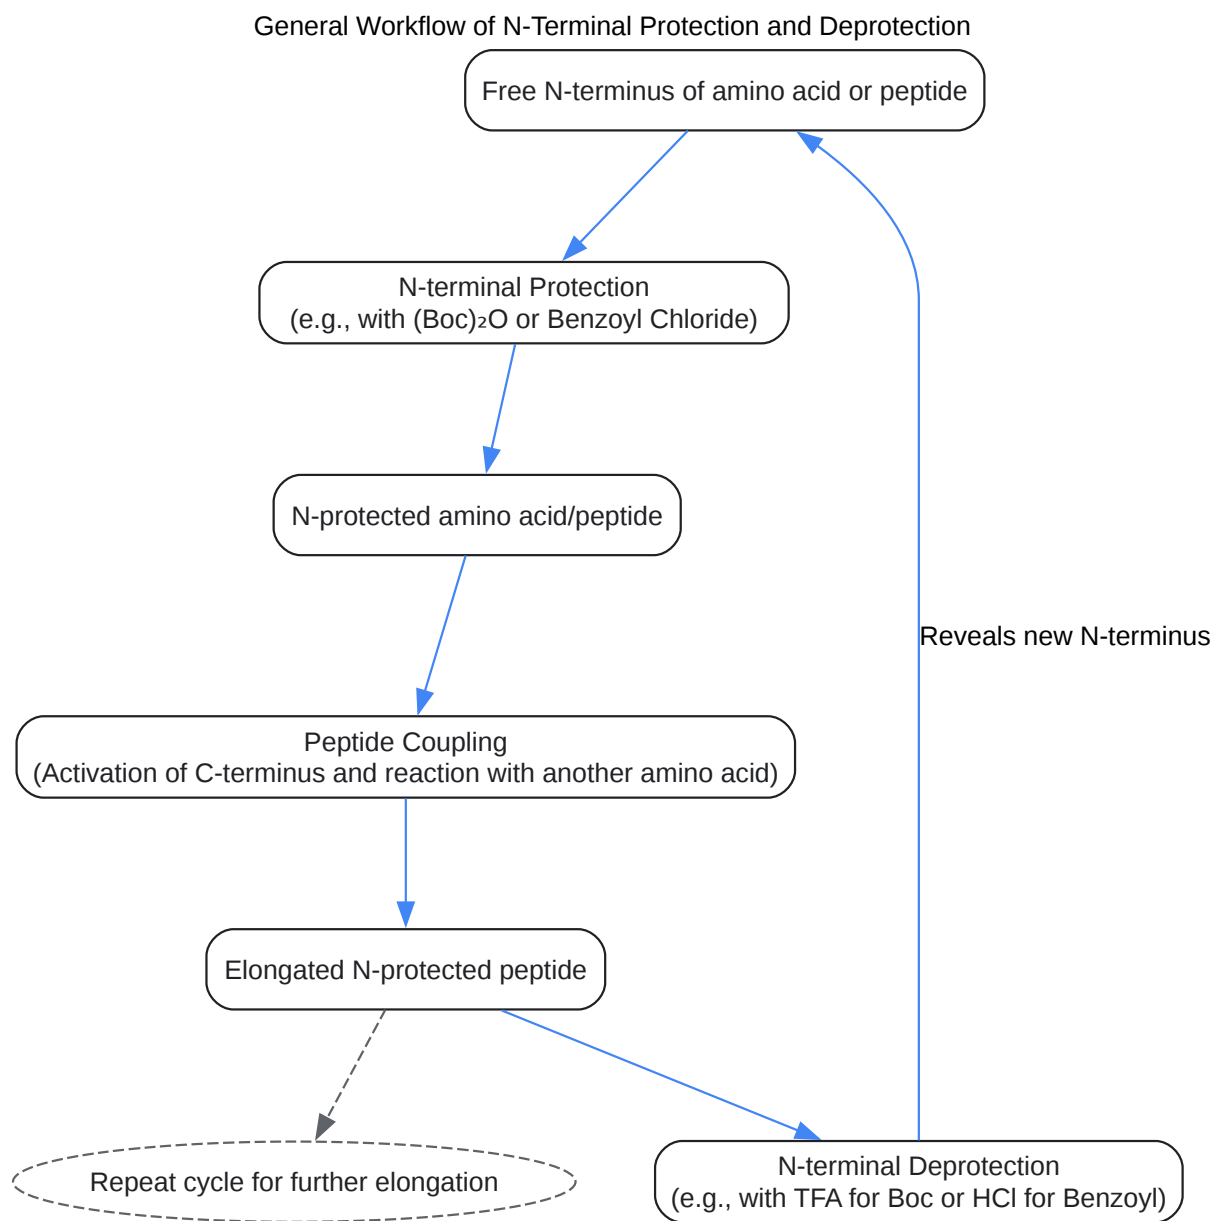 General Workflow of N-Terminal Protection and Deprotection
Free N-terminus of amino acid or peptide
N-terminal Protection
(e.g., with (Boc)₂O or Benzoyl Chloride)
N-protected amino acid/peptide
Reveals new N-terminus
Peptide Coupling
(Activation of C-terminus and reaction with another amino acid)
Elongated N-protected peptide
Repeat cycle for further elongation
N-terminal Deprotection
(e.g., with TFA for Boc or HCl for Benzoyl)